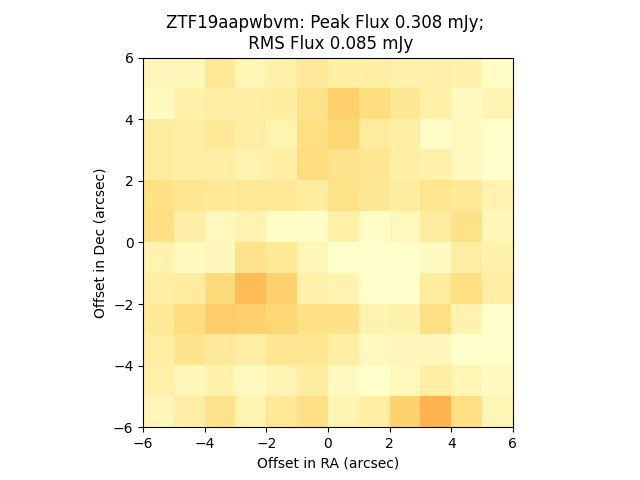 ZTF19aapwbvm: Peak Flux 0.308 mJy;
RMS Flux 0.085 mJy
6
4
2
0
−2
−4
−6
Offset in Dec (arcsec)
−6 −4 −2 0 2 4 6
Offset in RA (arcsec)